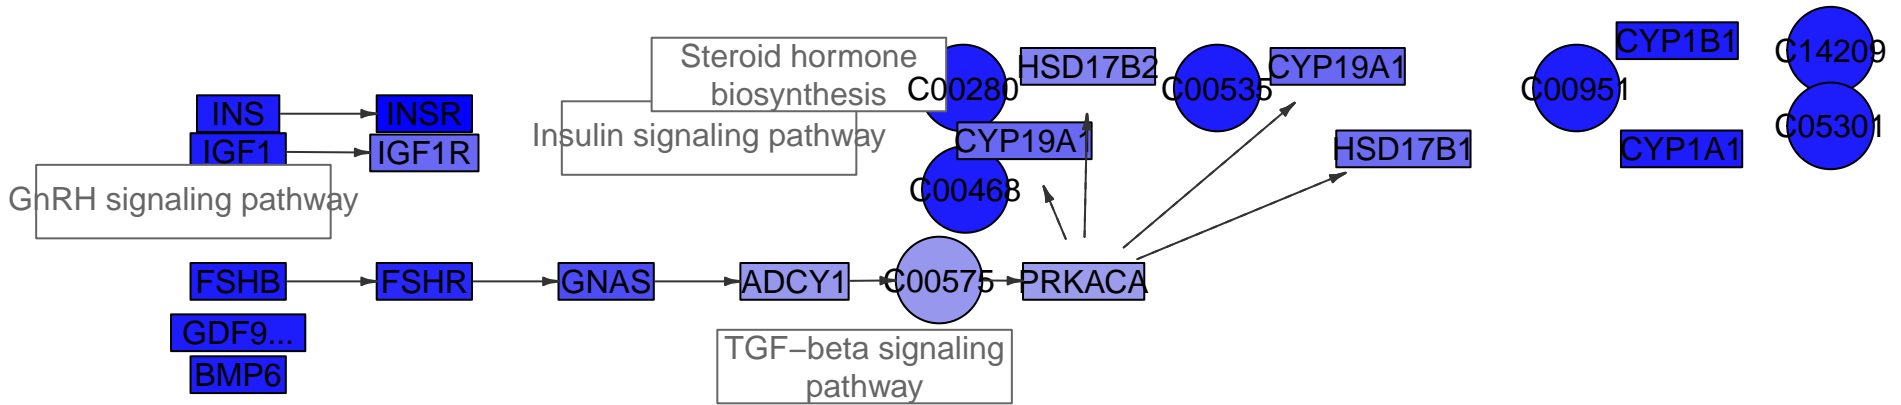 Steroid hormone
biosynthesis
Insulin signaling pathway
GnRH signaling pathway
TGF−beta signaling
pathway
INS
INSR
IGF1
IGF1R
C00280
HSD17B2
C00535
CYP19A1
CYP19A1
C00468
HSD17B1
C00951
CYP1B1
CYP1A1
C14209
C05301
FSHB
FSHR
GNAS
ADCY1
C00575
PRKACA
GDF9...
BMP6